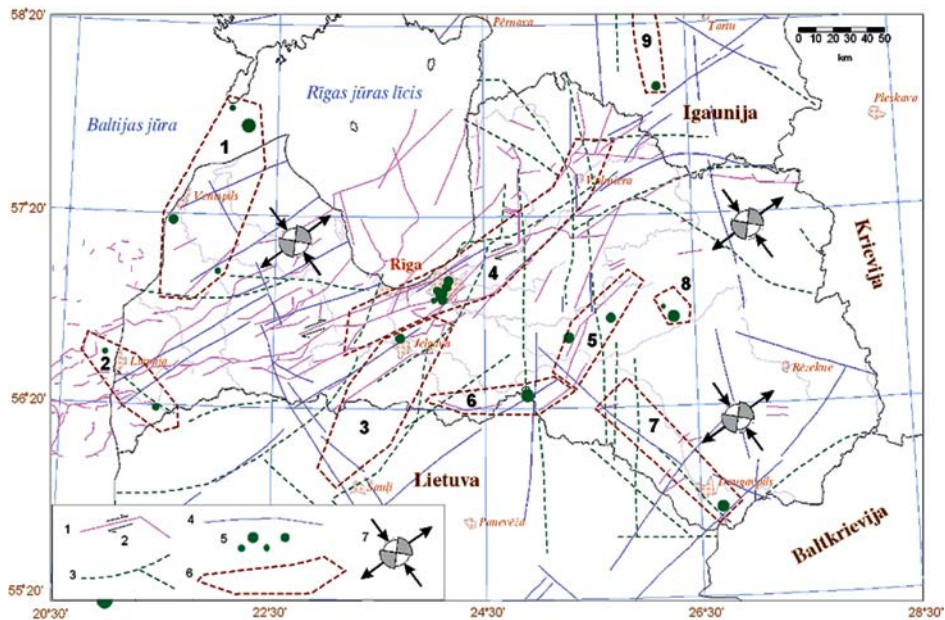 58°20'
Pērnava
Tartu
0 10 20 30 40 50
km
9
Rīgas jūras līcis
Baltijas jūra
Igaunija
Pleskava
1
Ventspils
Valmiera
57°20'
Rīga
4
Krievija
8
2
Liepāja
Jelgava
5
Rēzekne
56°20'
6
3
7
Šauļi
Lietuva
Daugavpils
Panevēža
Baltkrievija
1
2
3
4
5
6
7
55°20'
20°30'
22°30'
24°30'
26°30'
28°30'